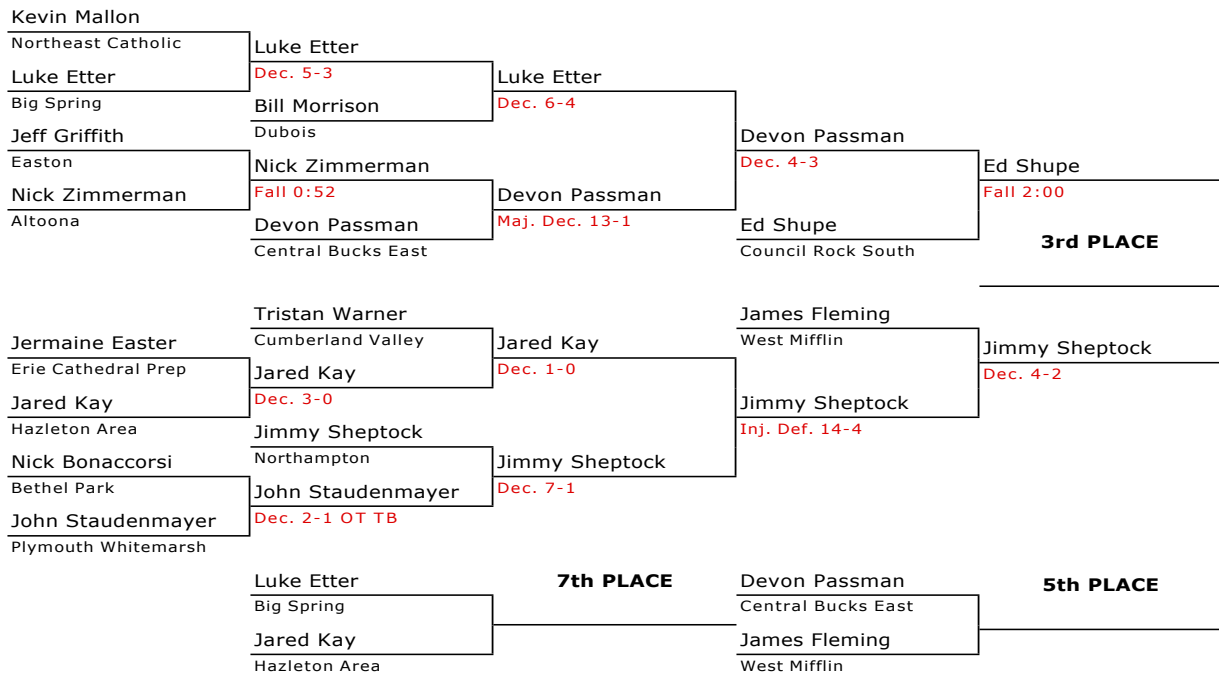 Kevin Mallon
Northeast Catholic
Luke Etter
Dec. 5-3
Luke Etter
Big Spring
Luke Etter
Dec. 6-4
Bill Morrison
Dubois
Jeff Griffith
Easton
Devon Passman
Dec. 4-3
Nick Zimmerman
Fall 0:52
Ed Shupe
Fall 2:00
Nick Zimmerman
Altoona
Devon Passman
Maj. Dec. 13-1
Devon Passman
Central Bucks East
Ed Shupe
Council Rock South
3rd PLACE
Tristan Warner
Cumberland Valley
James Fleming
West Mifflin
Jermaine Easter
Erie Cathedral Prep
Jared Kay
Dec. 1-0
Jimmy Sheptock
Dec. 4-2
Jared Kay
Dec. 3-0
Jared Kay
Hazleton Area
Jimmy Sheptock
Inj. Def. 14-4
Jimmy Sheptock
Northampton
Nick Bonaccorsi
Bethel Park
Jimmy Sheptock
Dec. 7-1
John Staudenmayer
Dec. 2-1 OT TB
John Staudenmayer
Plymouth Whitemarsh
Luke Etter
Big Spring
7th PLACE
Devon Passman
Central Bucks East
5th PLACE
Jared Kay
Hazleton Area
James Fleming
West Mifflin